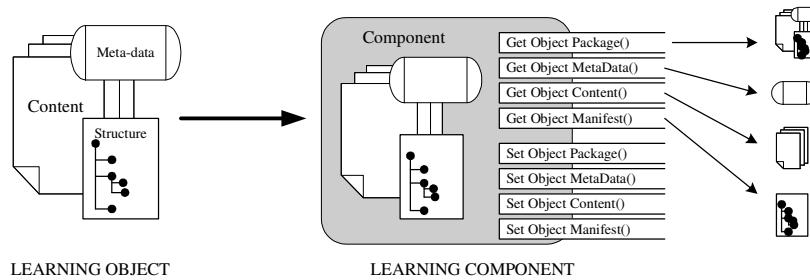 Meta-data
Content
Structure
LEARNING OBJECT
Component
Get Object Package()
Get Object MetaData()
Get Object Content()
Get Object Manifest()
Set Object Package()
Set Object MetaData()
Set Object Content()
Set Object Manifest()
LEARNING COMPONENT